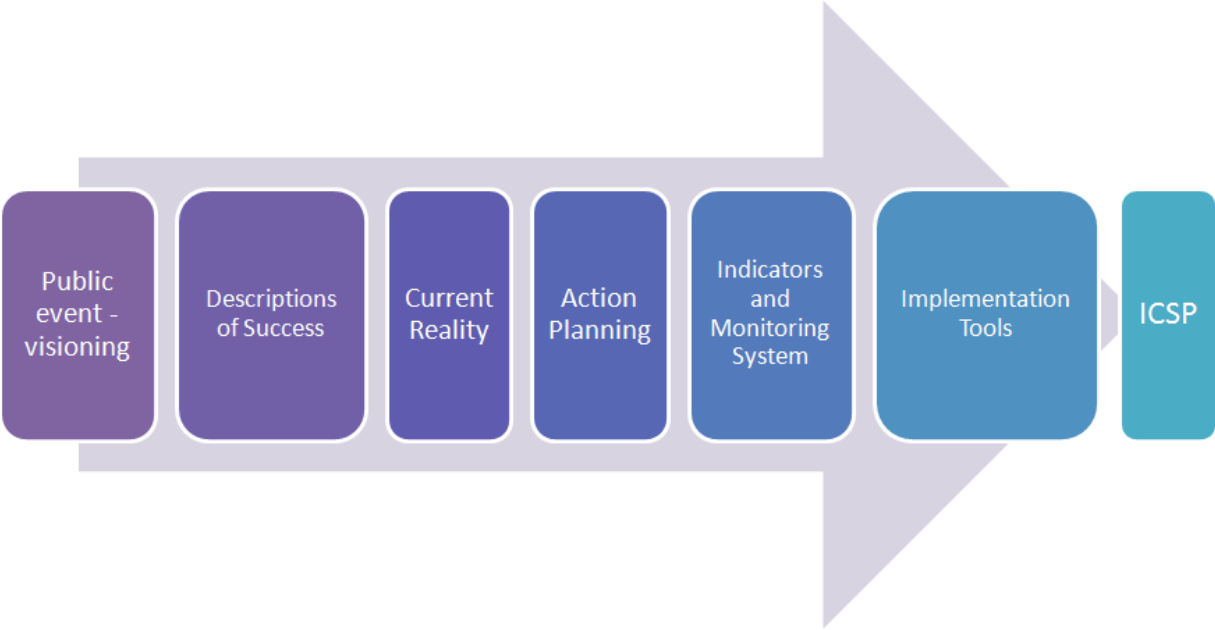 Public
event -
visioning
Descriptions
of Success
Current
Reality
Action
Planning
Indicators
and
Monitoring
System
Implementation
Tools
ICSP